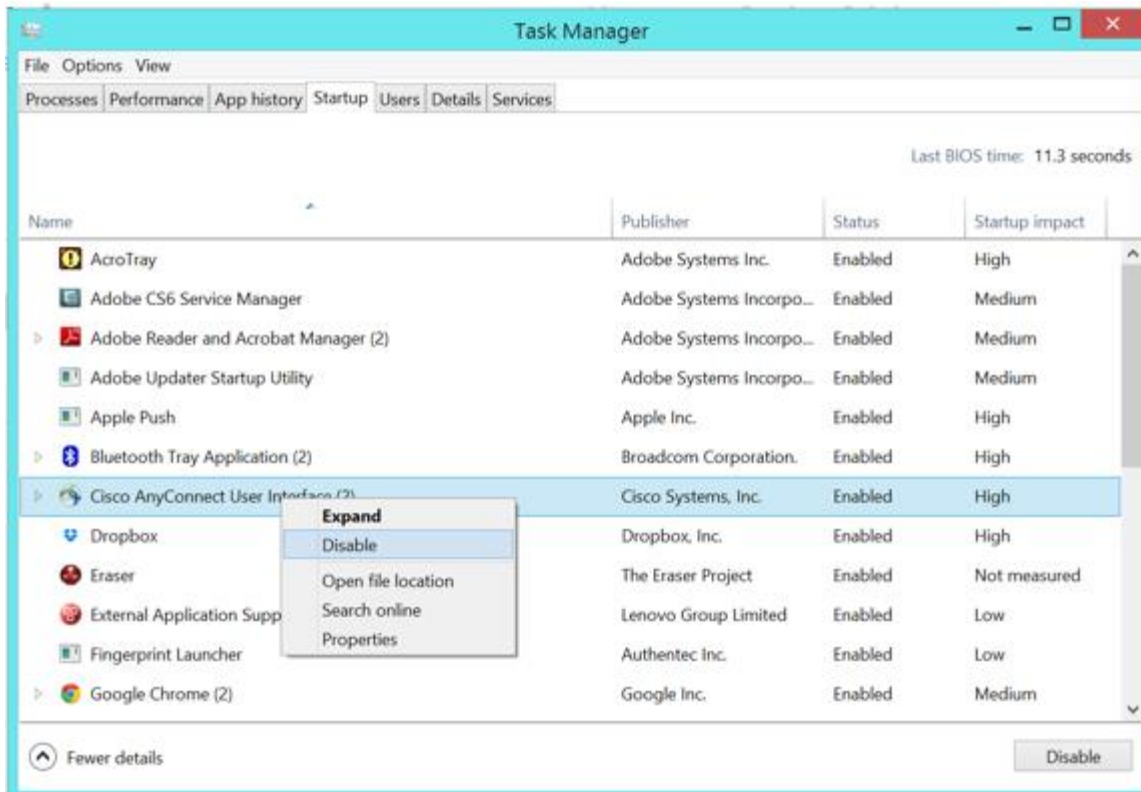 Task Manager
File Options View
Processes Performance App history Startup Users Details Services
Last BIOS time: 11.3 seconds
Name Publisher Status Startup impact
AcroTray Adobe Systems Inc. Enabled High
Adobe CS6 Service Manager Adobe Systems Incorpo... Enabled Medium
Adobe Reader and Acrobat Manager (2) Adobe Systems Incorpo... Enabled Medium
Adobe Updater Startup Utility Adobe Systems Incorpo... Enabled Medium
Apple Push Apple Inc. Enabled High
Bluetooth Tray Application (2) Broadcom Corporation. Enabled High
Cisco AnyConnect User Interface (2) Cisco Systems, Inc. Enabled High
Expand
Dropbox Disable Dropbox, Inc. Enabled High
Eraser Open file location The Eraser Project Enabled Not measured
External Application Supp Search online Lenovo Group Limited Enabled Low
Properties
Fingerprint Launcher Authentec Inc. Enabled Low
Google Chrome (2) Google Inc. Enabled Medium
Fewer details Disable